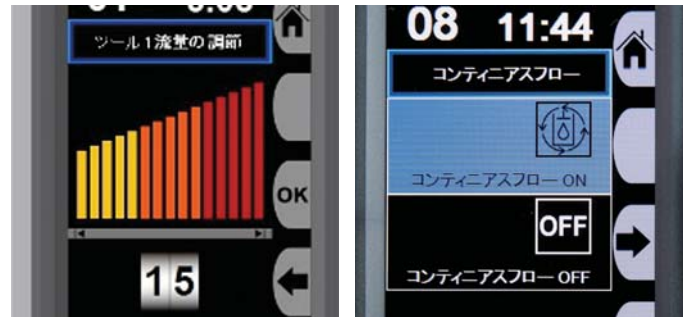 ツール 1 流量の 調節
OK
15
08 11:44
コンティニアスフロー
コンティニアスフロー ON
OFF
コンティニアスフロー OFF